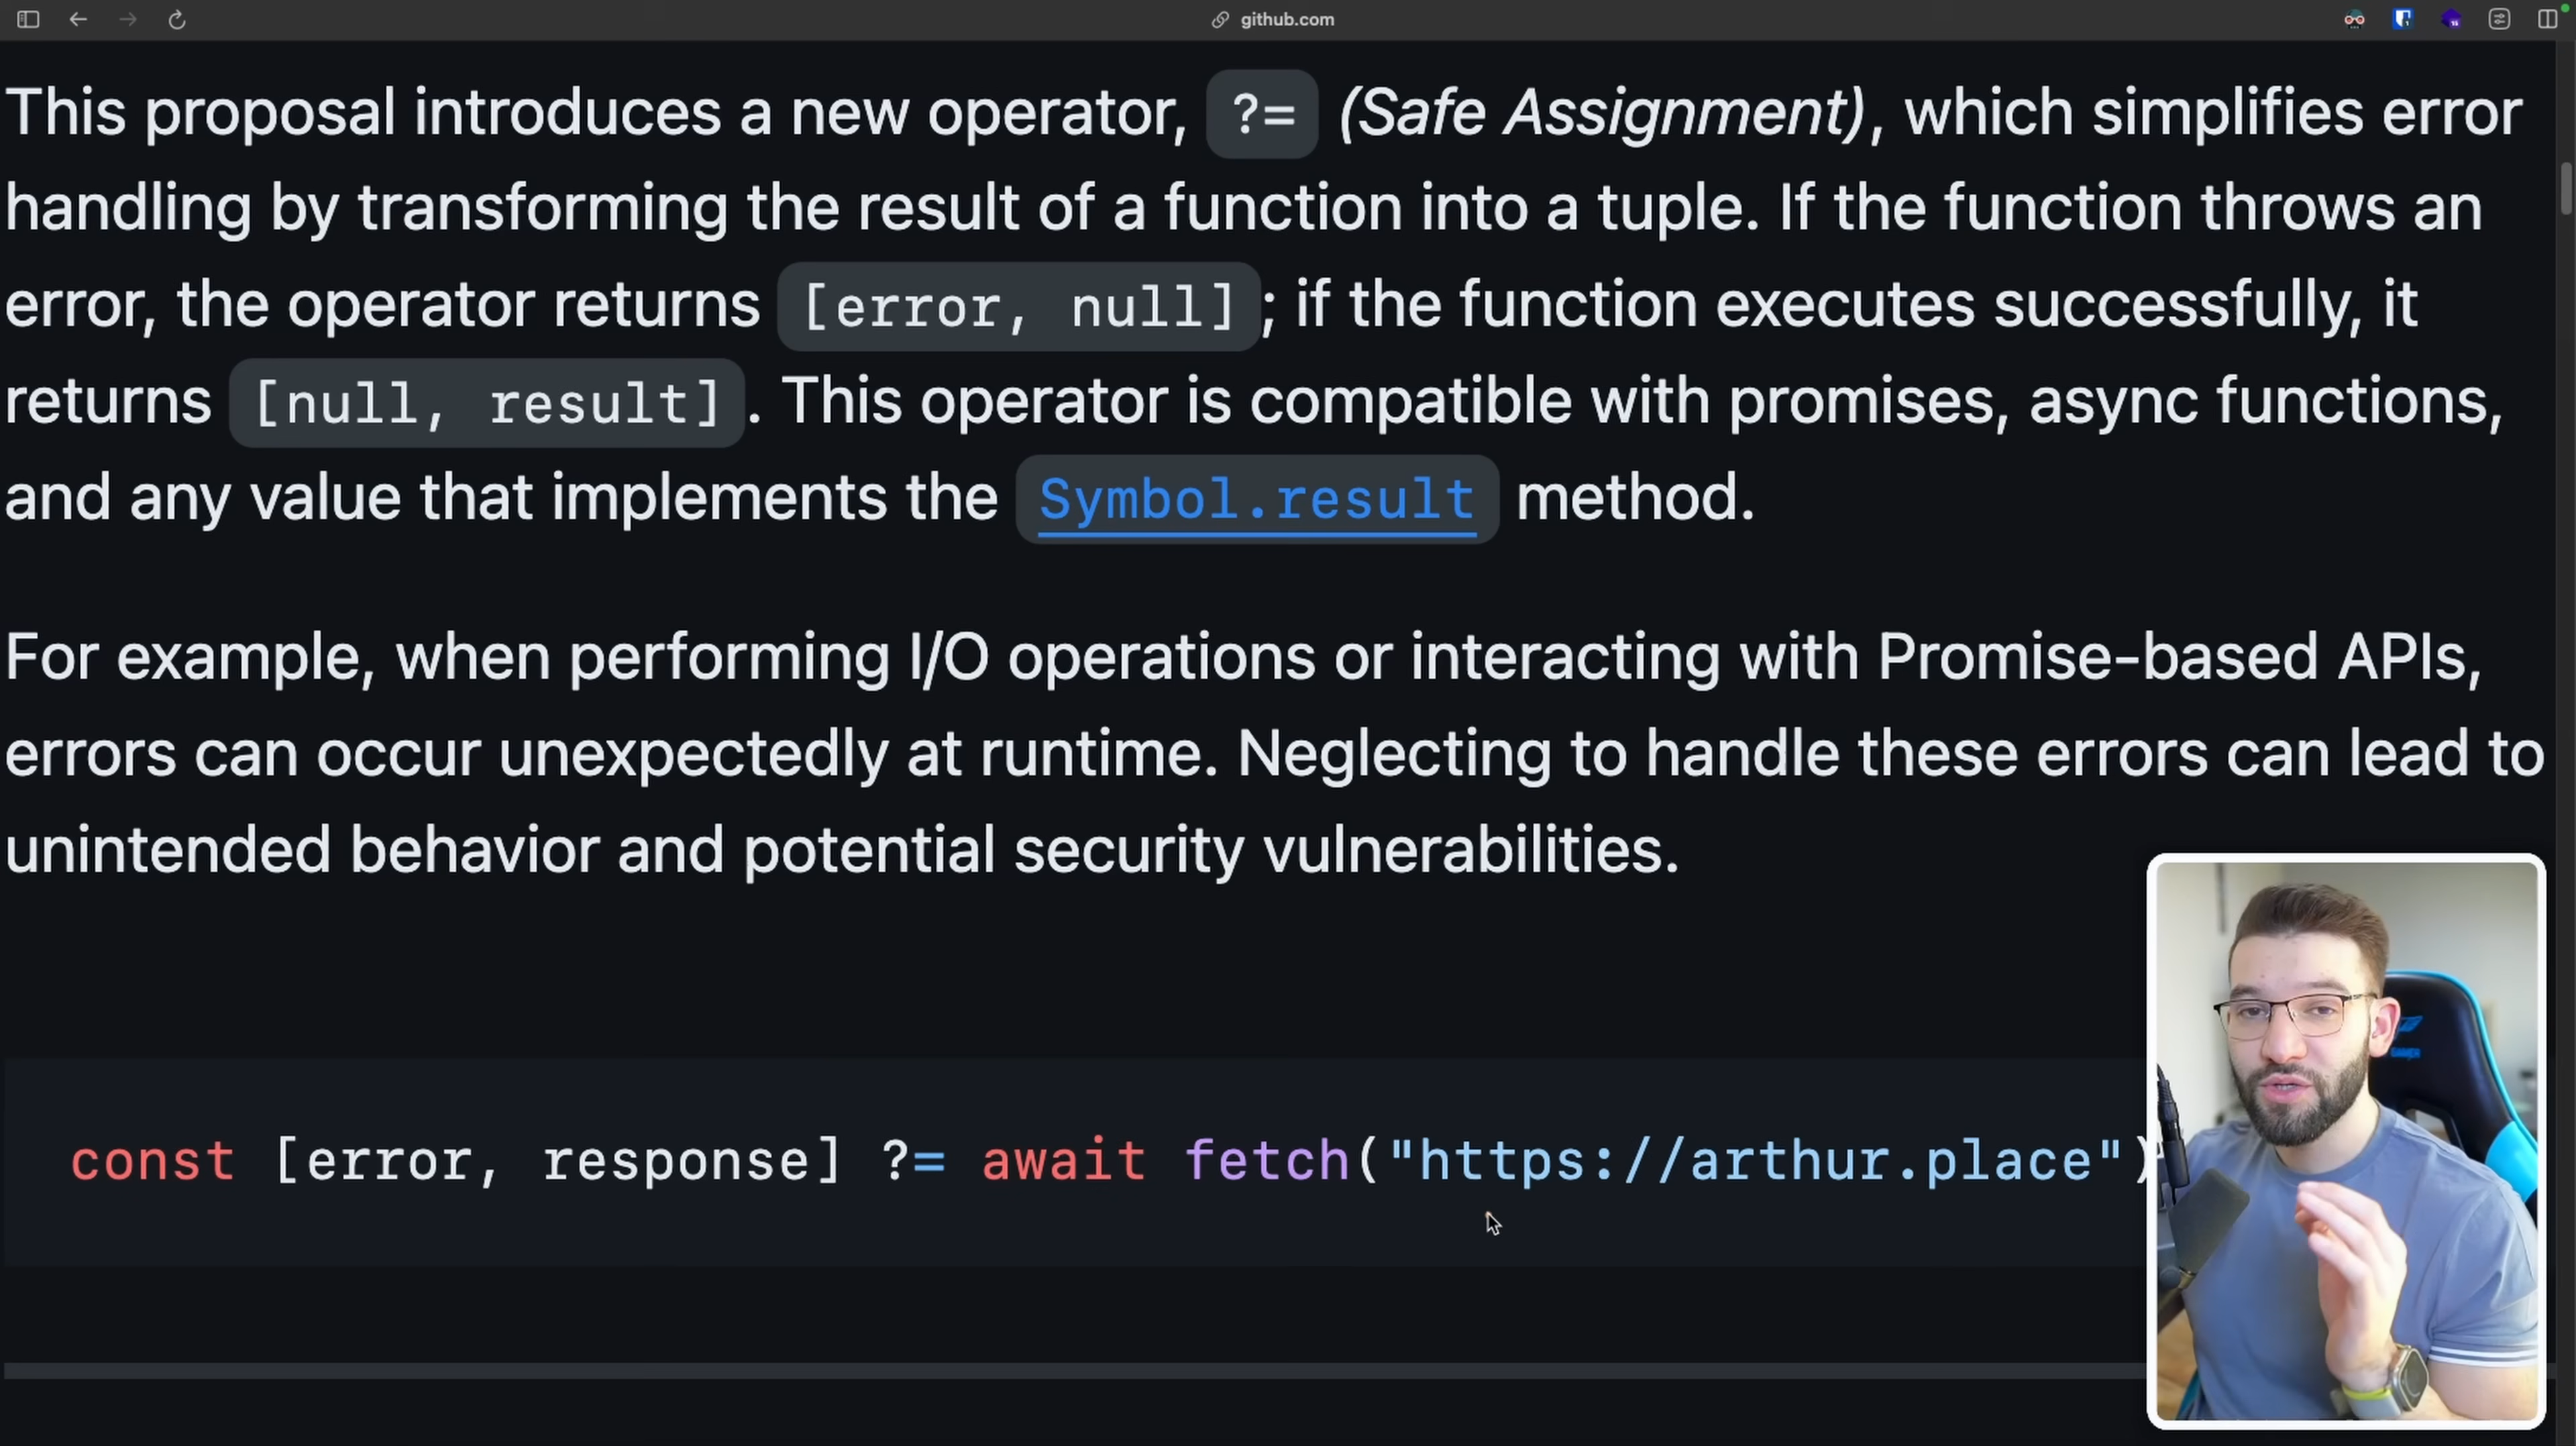 github.com
This proposal introduces a new operator, ?= (Safe Assignment), which simplifies error
handling by transforming the result of a function into a tuple. If the function throws an
error, the operator returns [error, null]; if the function executes successfully, it
returns [null, result]. This operator is compatible with promises, async functions,
and any value that implements the Symbol.result method.
For example, when performing I/O operations or interacting with Promise-based APIs,
errors can occur unexpectedly at runtime. Neglecting to handle these errors can lead to
unintended behavior and potential security vulnerabilities.
const [error, response] ?= await fetch("https://arthur.place")